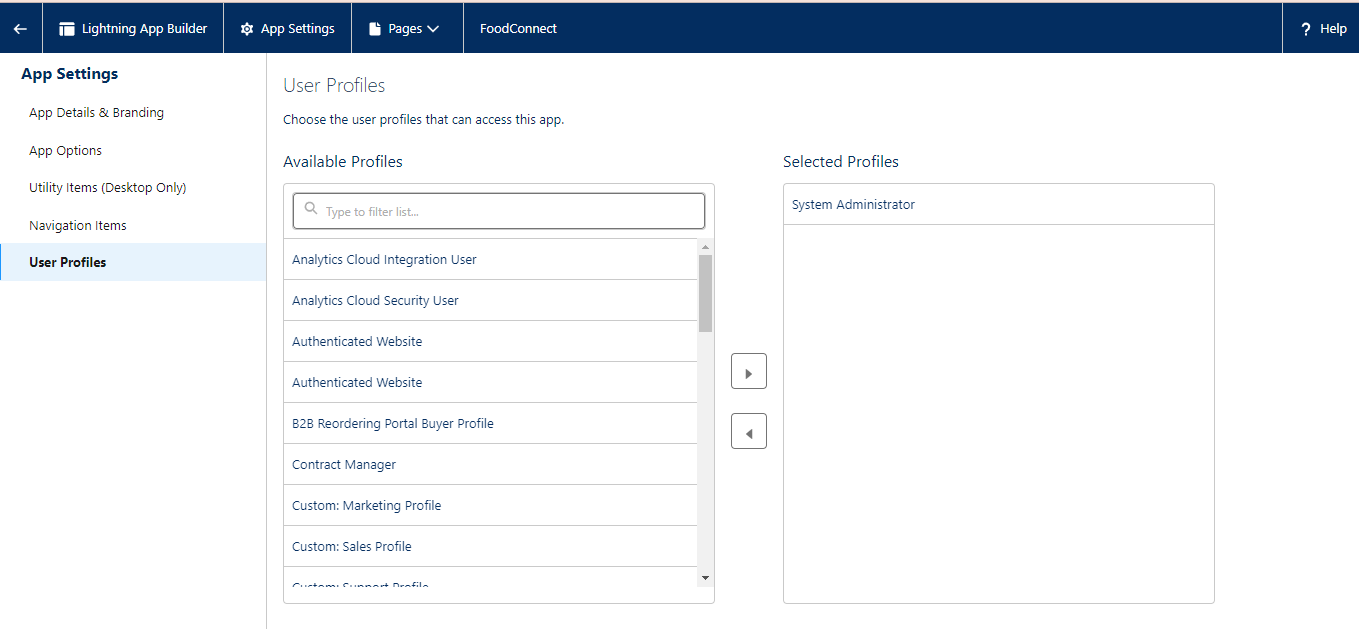 Lightning App Builder
App Settings
Pages
FoodConnect
? Help
App Settings
App Details & Branding
App Options
Utility Items (Desktop Only)
Navigation Items
User Profiles
User Profiles
Choose the user profiles that can access this app.
Available Profiles
Type to filter list...
Analytics Cloud Integration User
Analytics Cloud Security User
Authenticated Website
Authenticated Website
B2B Reordering Portal Buyer Profile
Contract Manager
Custom: Marketing Profile
Custom: Sales Profile
Custom: Support Profile
Selected Profiles
System Administrator